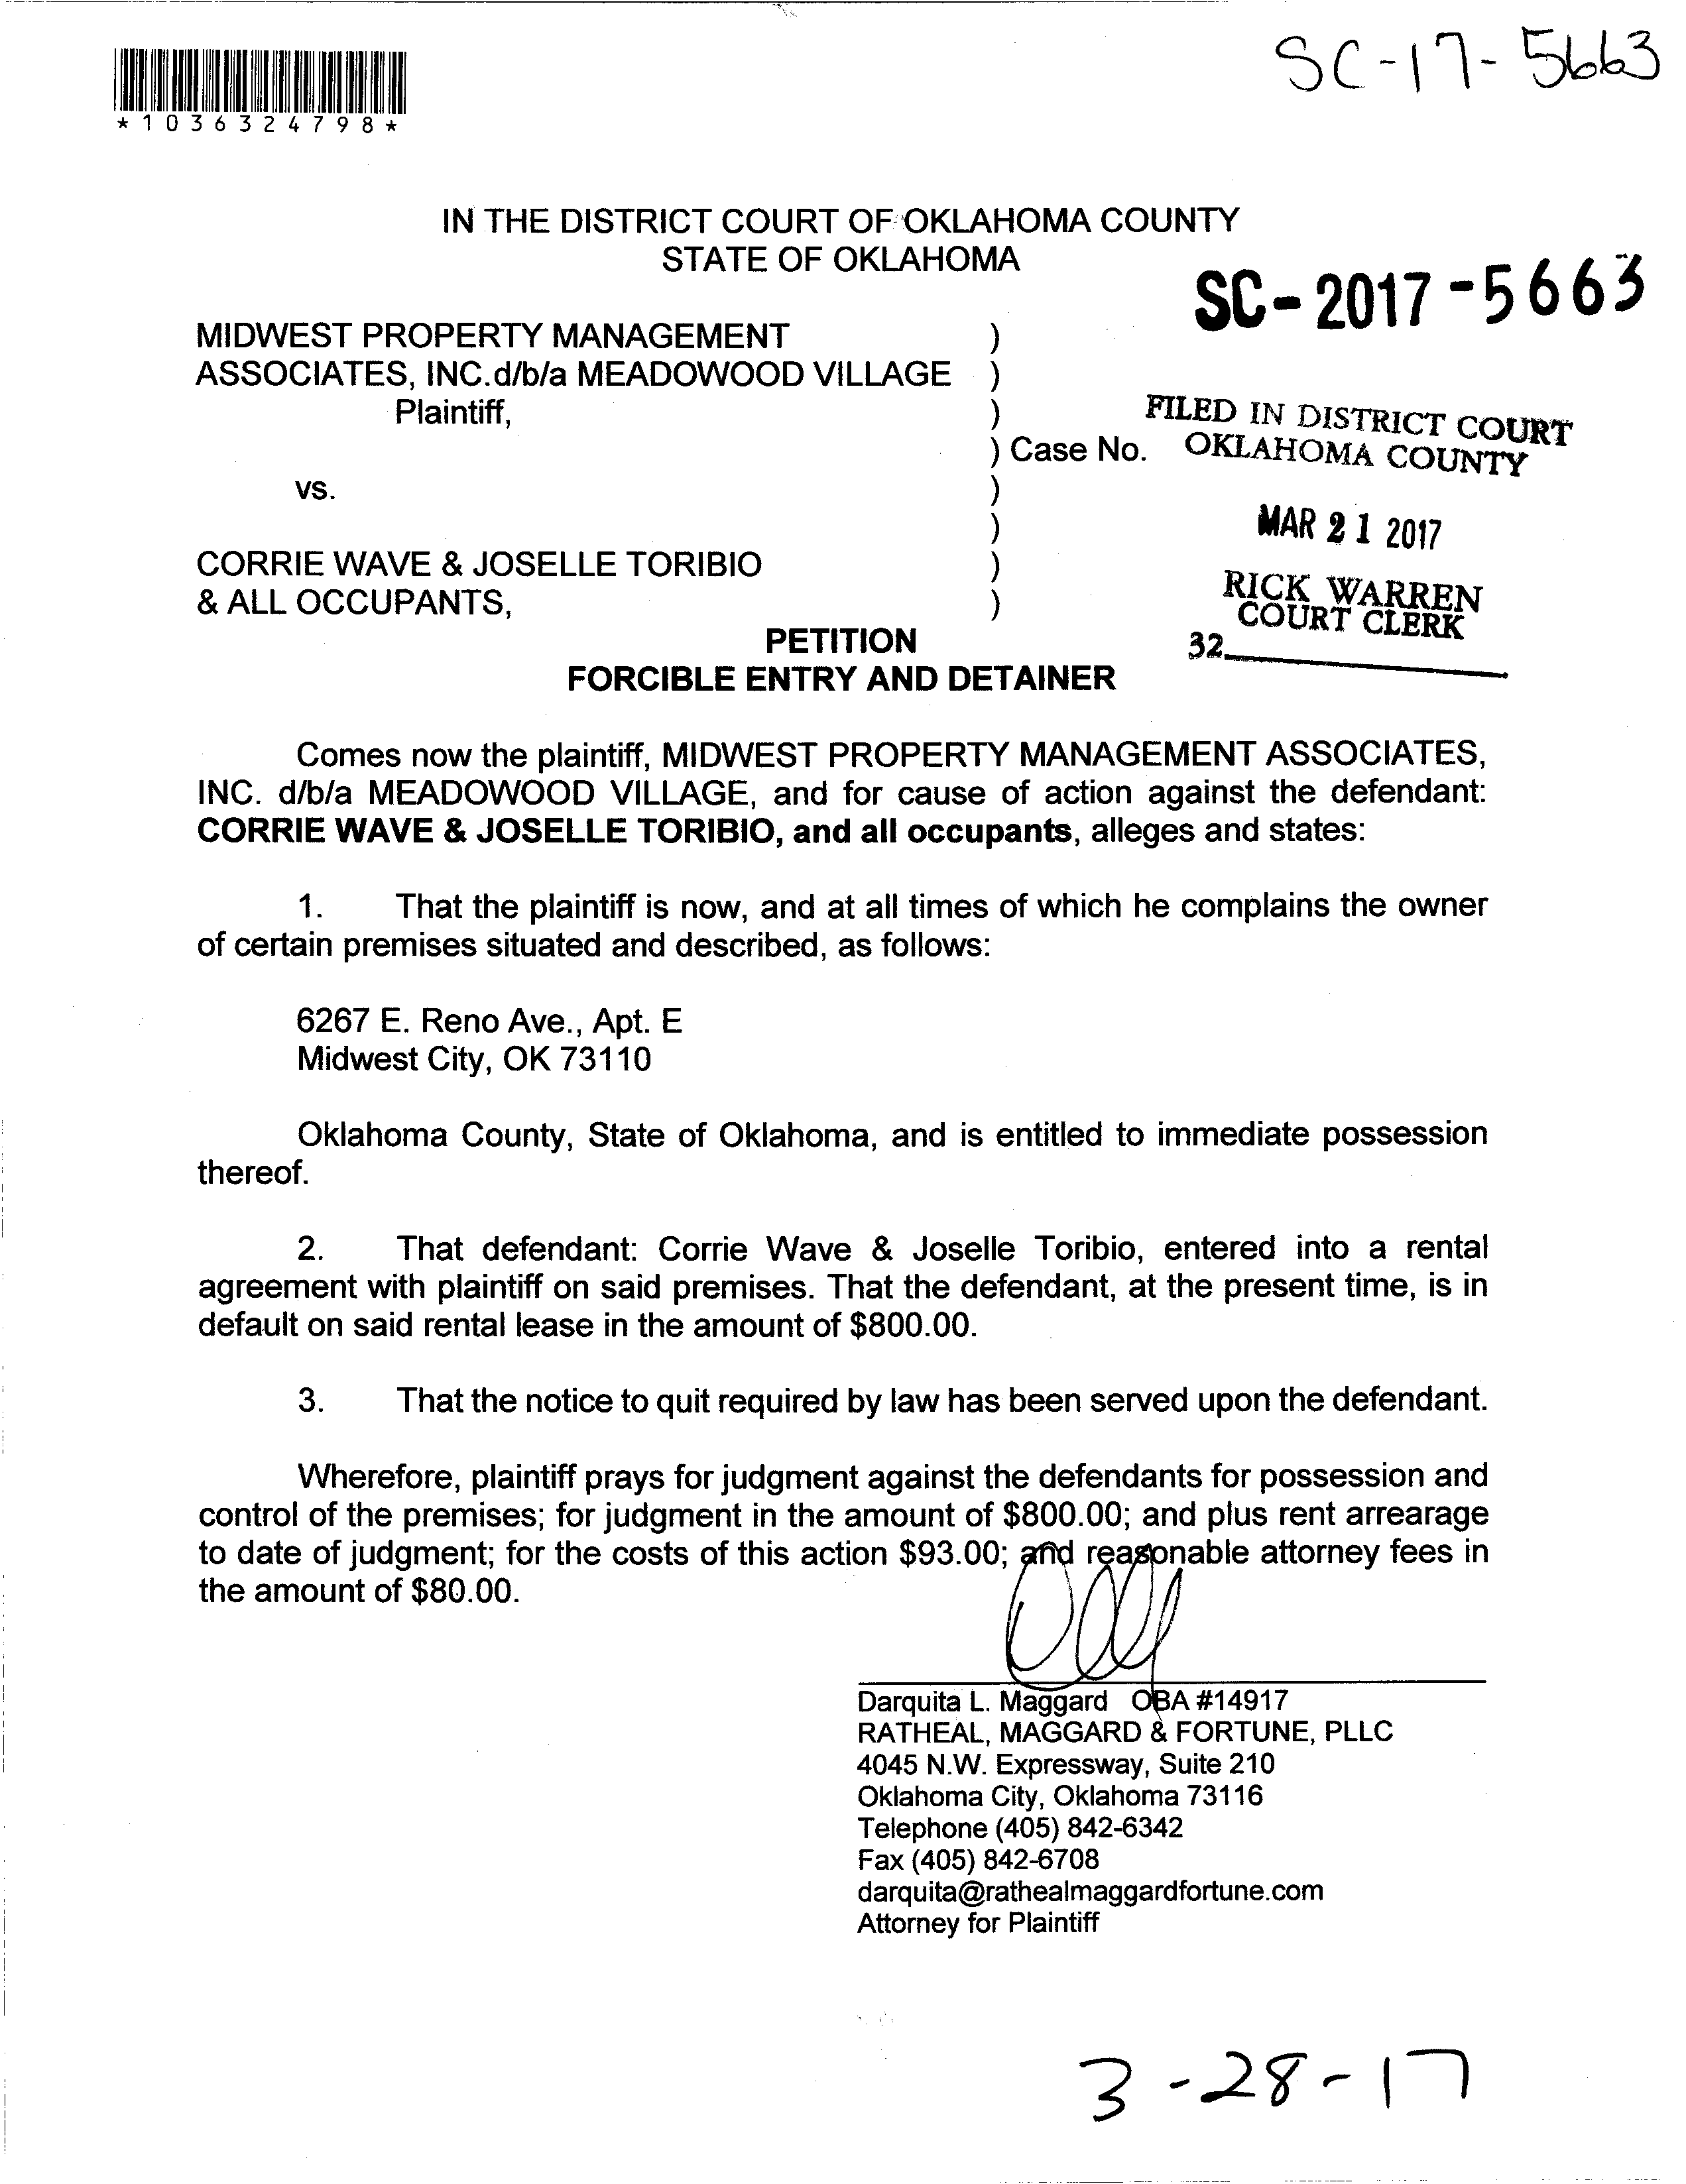 SC-17-5663
*1036324798*
IN THE DISTRICT COURT OF OKLAHOMA COUNTY
STATE OF OKLAHOMA
SC-2017-5663
MIDWEST PROPERTY MANAGEMENT )
ASSOCIATES, INC.d/b/a MEADOWOOD VILLAGE )
Plaintiff, )
FILED IN DISTRICT COURT
) Case No. OKLAHOMA COUNTY
vs. )
)
MAR 21 2017
CORRIE WAVE & JOSELLE TORIBIO )
& ALL OCCUPANTS, )
RICK WARREN
COURT CLERK
32
PETITION
FORCIBLE ENTRY AND DETAINER
Comes now the plaintiff, MIDWEST PROPERTY MANAGEMENT ASSOCIATES,
INC. d/b/a MEADOWOOD VILLAGE, and for cause of action against the defendant:
CORRIE WAVE & JOSELLE TORIBIO, and all occupants, alleges and states:
1. That the plaintiff is now, and at all times of which he complains the owner
of certain premises situated and described, as follows:
6267 E. Reno Ave., Apt. E
Midwest City, OK 73110
Oklahoma County, State of Oklahoma, and is entitled to immediate possession
thereof.
2. That defendant: Corrie Wave & Joselle Toribio, entered into a rental
agreement with plaintiff on said premises. That the defendant, at the present time, is in
default on said rental lease in the amount of $800.00.
3. That the notice to quit required by law has been served upon the defendant.
Wherefore, plaintiff prays for judgment against the defendants for possession and
control of the premises; for judgment in the amount of $800.00; and plus rent arrearage
to date of judgment; for the costs of this action $93.00; and reasonable attorney fees in
the amount of $80.00.
Darquita L. Maggard OBA #14917
RATHEAL, MAGGARD & FORTUNE, PLLC
4045 N.W. Expressway, Suite 210
Oklahoma City, Oklahoma 73116
Telephone (405) 842-6342
Fax (405) 842-6708
darquita@rathealmaggardfortune.com
Attorney for Plaintiff
3-28-17